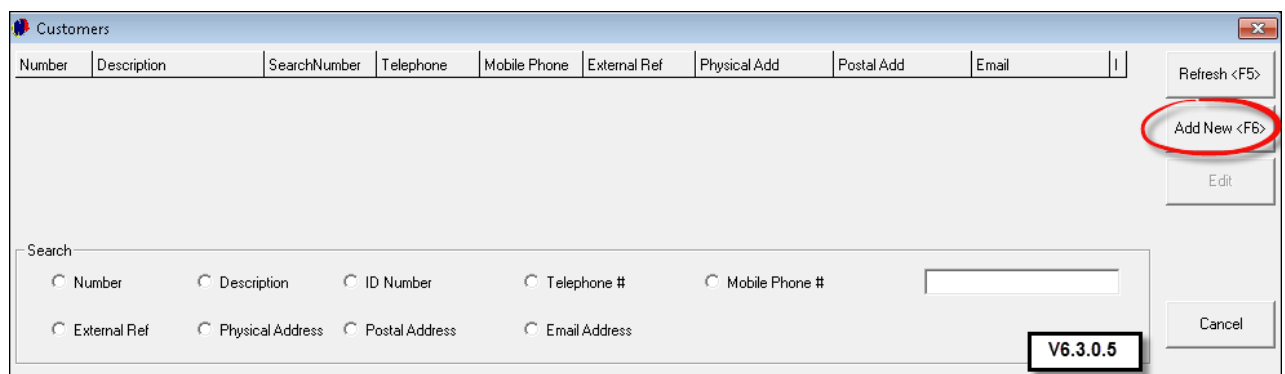 Customers
Number Description SearchNumber Telephone Mobile Phone External Ref Physical Add Postal Add Email I
Refresh <F5>
Add New <F6>
Edit
Search
Number Description ID Number Telephone # Mobile Phone #
External Ref Physical Address Postal Address Email Address
Cancel
V6.3.0.5